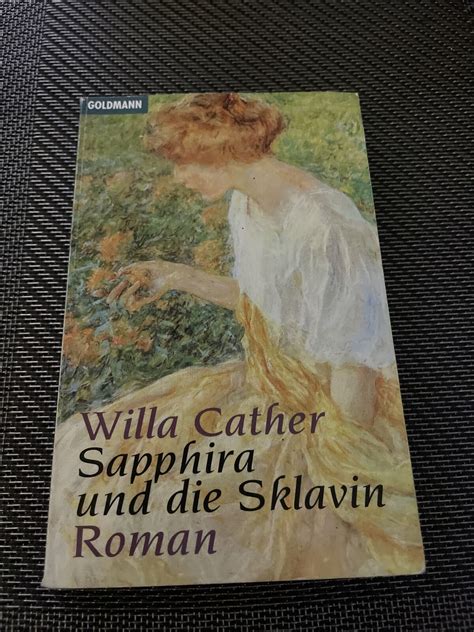 GOLDMANN
Willa Cather
Sapphira
und die Sklavin
Roman